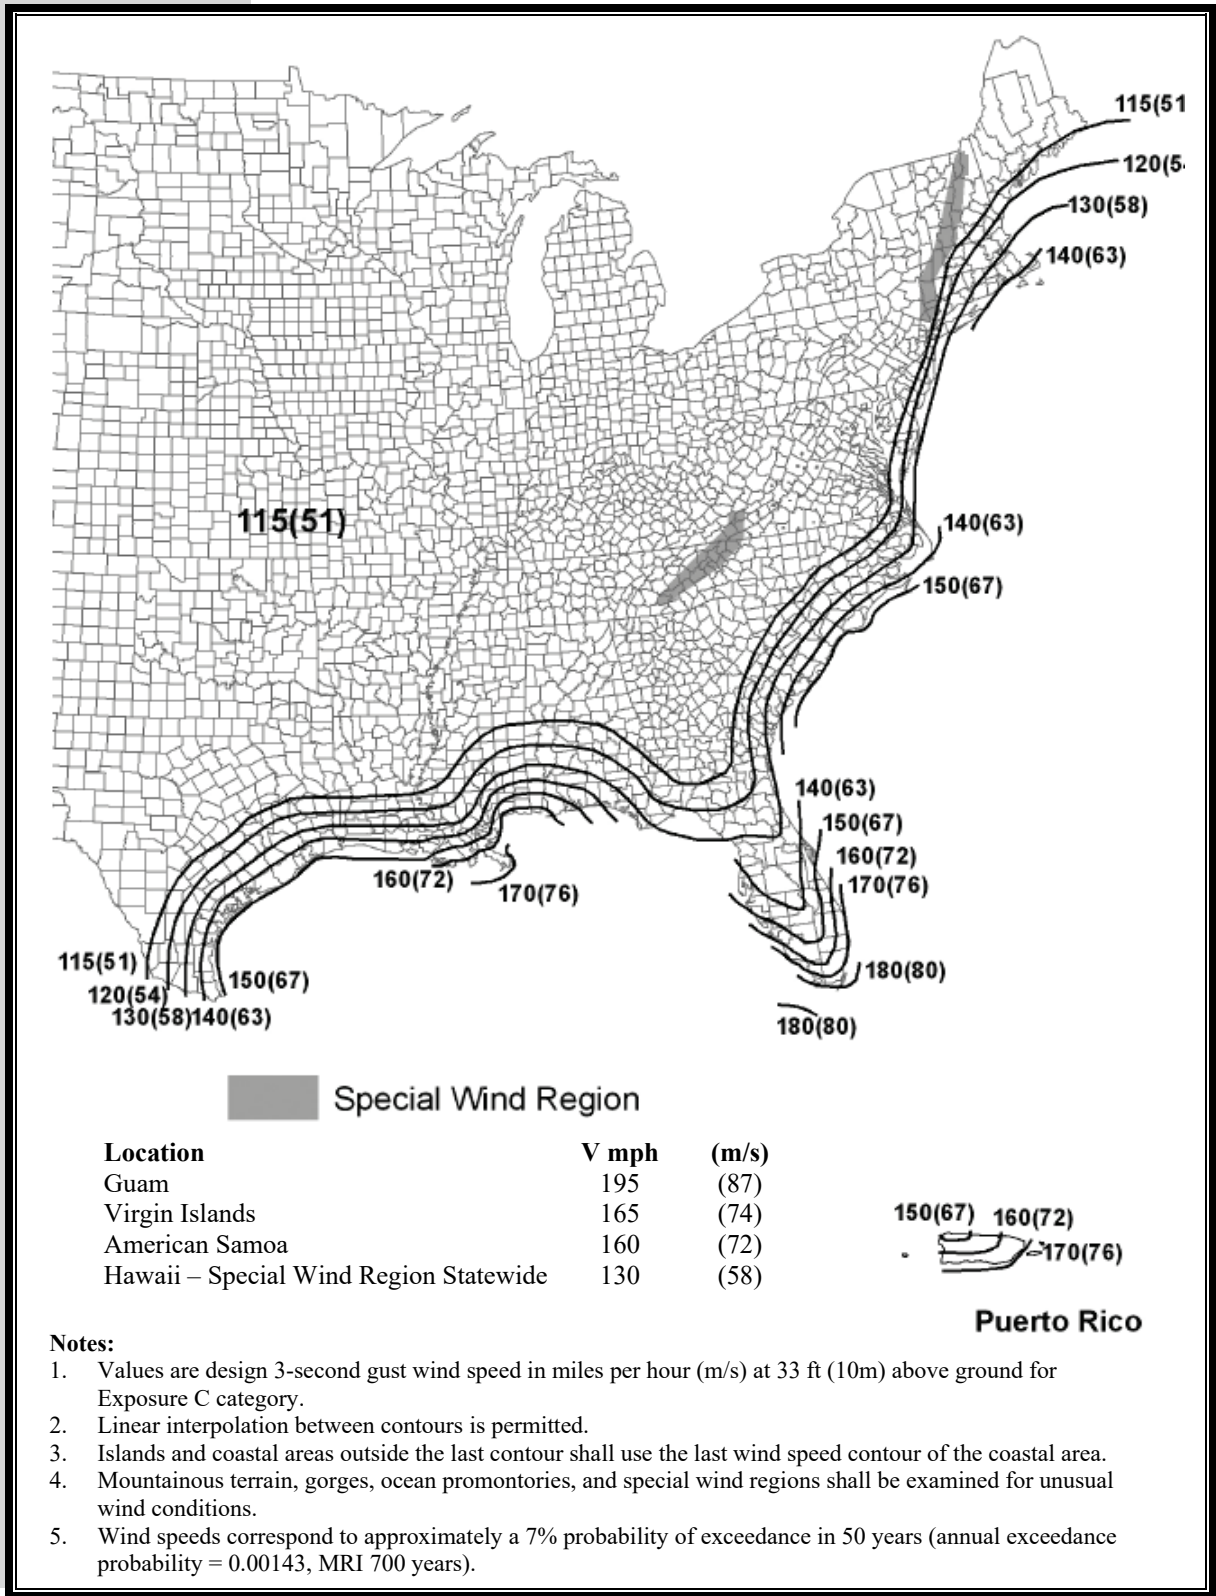 115(51
120(5
130(58)
140(63)
115(51)
140(63)
150(67)
140(63)
150(67)
160(72)
170(76)
160(72)
170(76)
115(51)
120(54)
130(58)140(63)
150(67)
180(80)
180(80)
Special Wind Region
Location V mph (m/s)
Guam 195 (87)
Virgin Islands 165 (74)
American Samoa 160 (72)
Hawaii – Special Wind Region Statewide 130 (58)
150(67) 160(72)
170(76)
Puerto Rico
Notes:
1. Values are design 3-second gust wind speed in miles per hour (m/s) at 33 ft (10m) above ground for
Exposure C category.
2. Linear interpolation between contours is permitted.
3. Islands and coastal areas outside the last contour shall use the last wind speed contour of the coastal area.
4. Mountainous terrain, gorges, ocean promontories, and special wind regions shall be examined for unusual
wind conditions.
5. Wind speeds correspond to approximately a 7% probability of exceedance in 50 years (annual exceedance
probability = 0.00143, MRI 700 years).